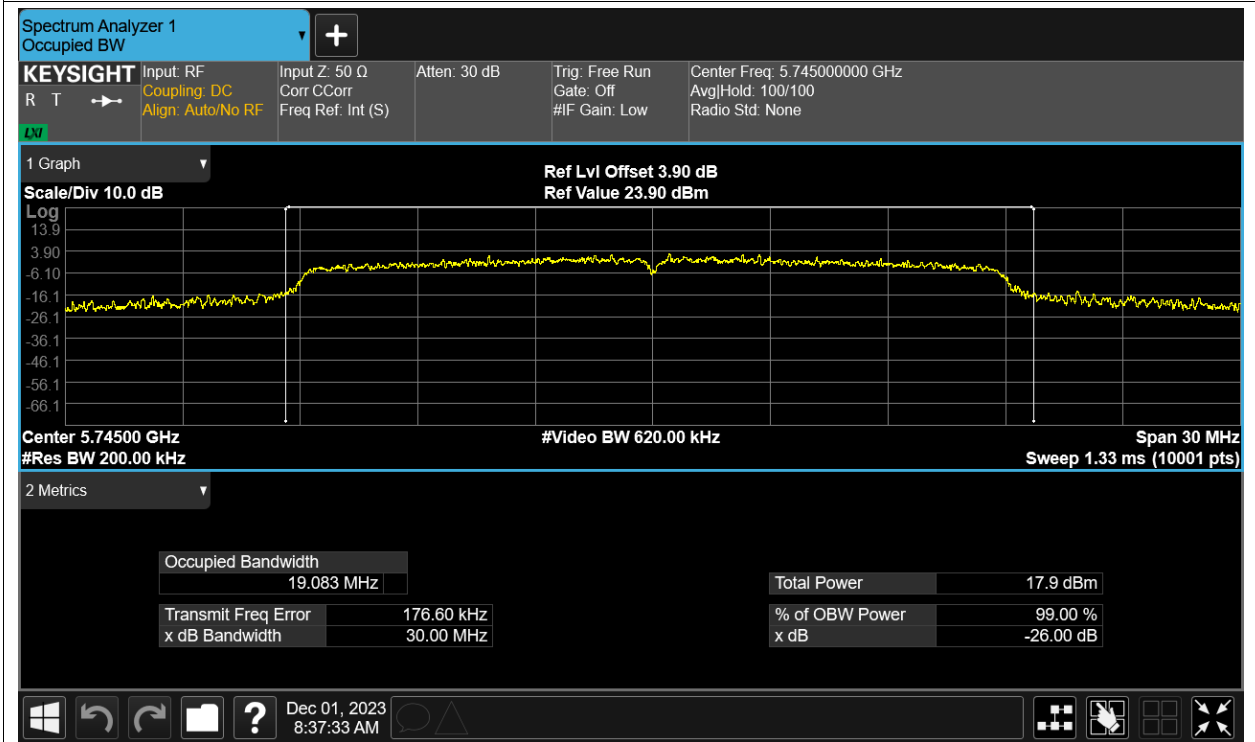 Spectrum Analyzer 1
Occupied BW
KEYSIGHT
R T
LXI
Input: RF
Coupling: DC
Align: Auto/No RF
Input Z: 50 Ω
Corr CCorr
Freq Ref: Int (S)
Atten: 30 dB
Trig: Free Run
Gate: Off
#IF Gain: Low
Center Freq: 5.745000000 GHz
Avg|Hold: 100/100
Radio Std: None
1 Graph
Scale/Div 10.0 dB
Ref Lvl Offset 3.90 dB
Ref Value 23.90 dBm
Log
13.9
3.90
-6.10
-16.1
-26.1
-36.1
-46.1
-56.1
-66.1
Center 5.74500 GHz
#Video BW 620.00 kHz
Span 30 MHz
#Res BW 200.00 kHz
Sweep 1.33 ms (10001 pts)
2 Metrics
Occupied Bandwidth
19.083 MHz
Transmit Freq Error 176.60 kHz
x dB Bandwidth 30.00 MHz
Total Power 17.9 dBm
% of OBW Power 99.00 %
x dB -26.00 dB
?
Dec 01, 2023
8:37:33 AM